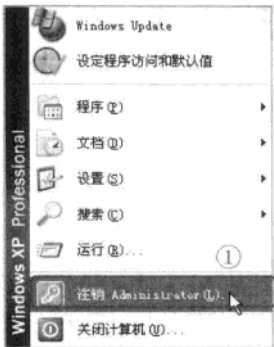 Windows Update
设定程序访问和默认值
程序(P)
文档(D)
设置(S)
搜索(C)
运行(R)...
①
注销 Administrator(L)...
关闭计算机(U)...
Windows XP Professional